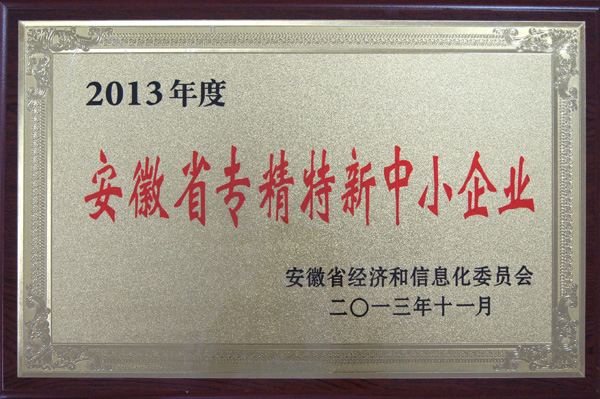 2013年度
安徽省专精特新中小企业
安徽省经济和信息化委员会
二〇一三年十一月